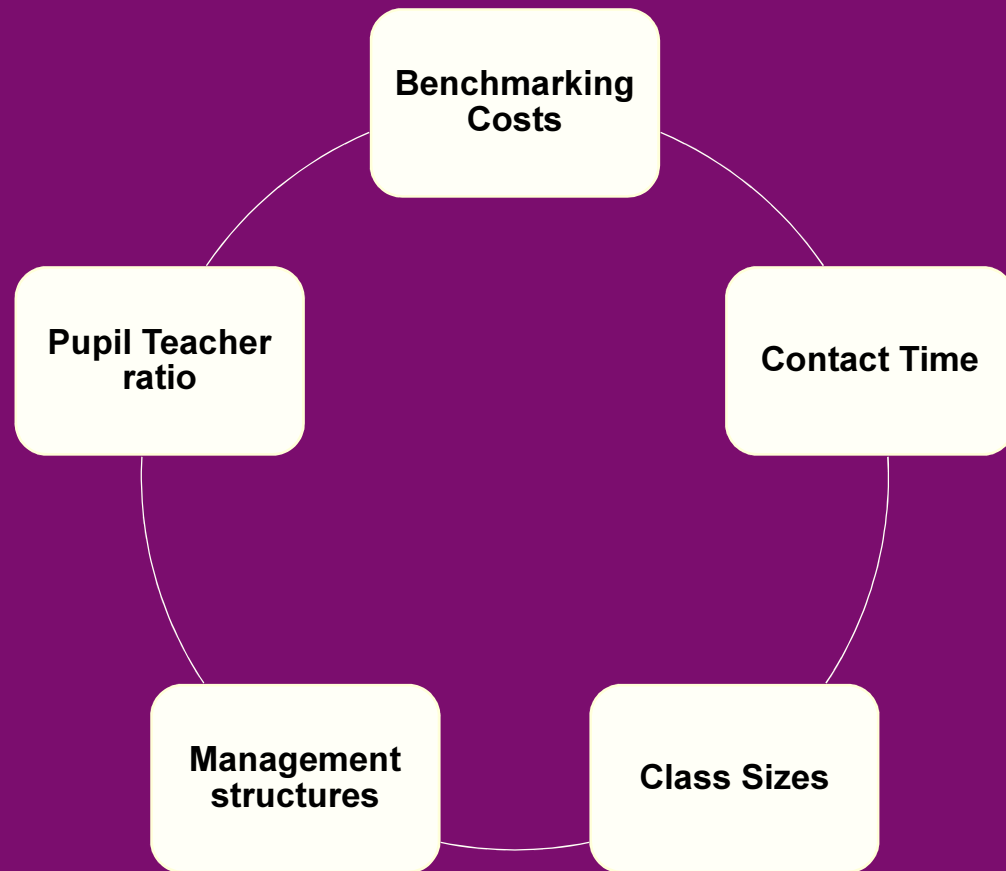 Benchmarking
Costs
Pupil Teacher
ratio
Contact Time
Management
structures
Class Sizes